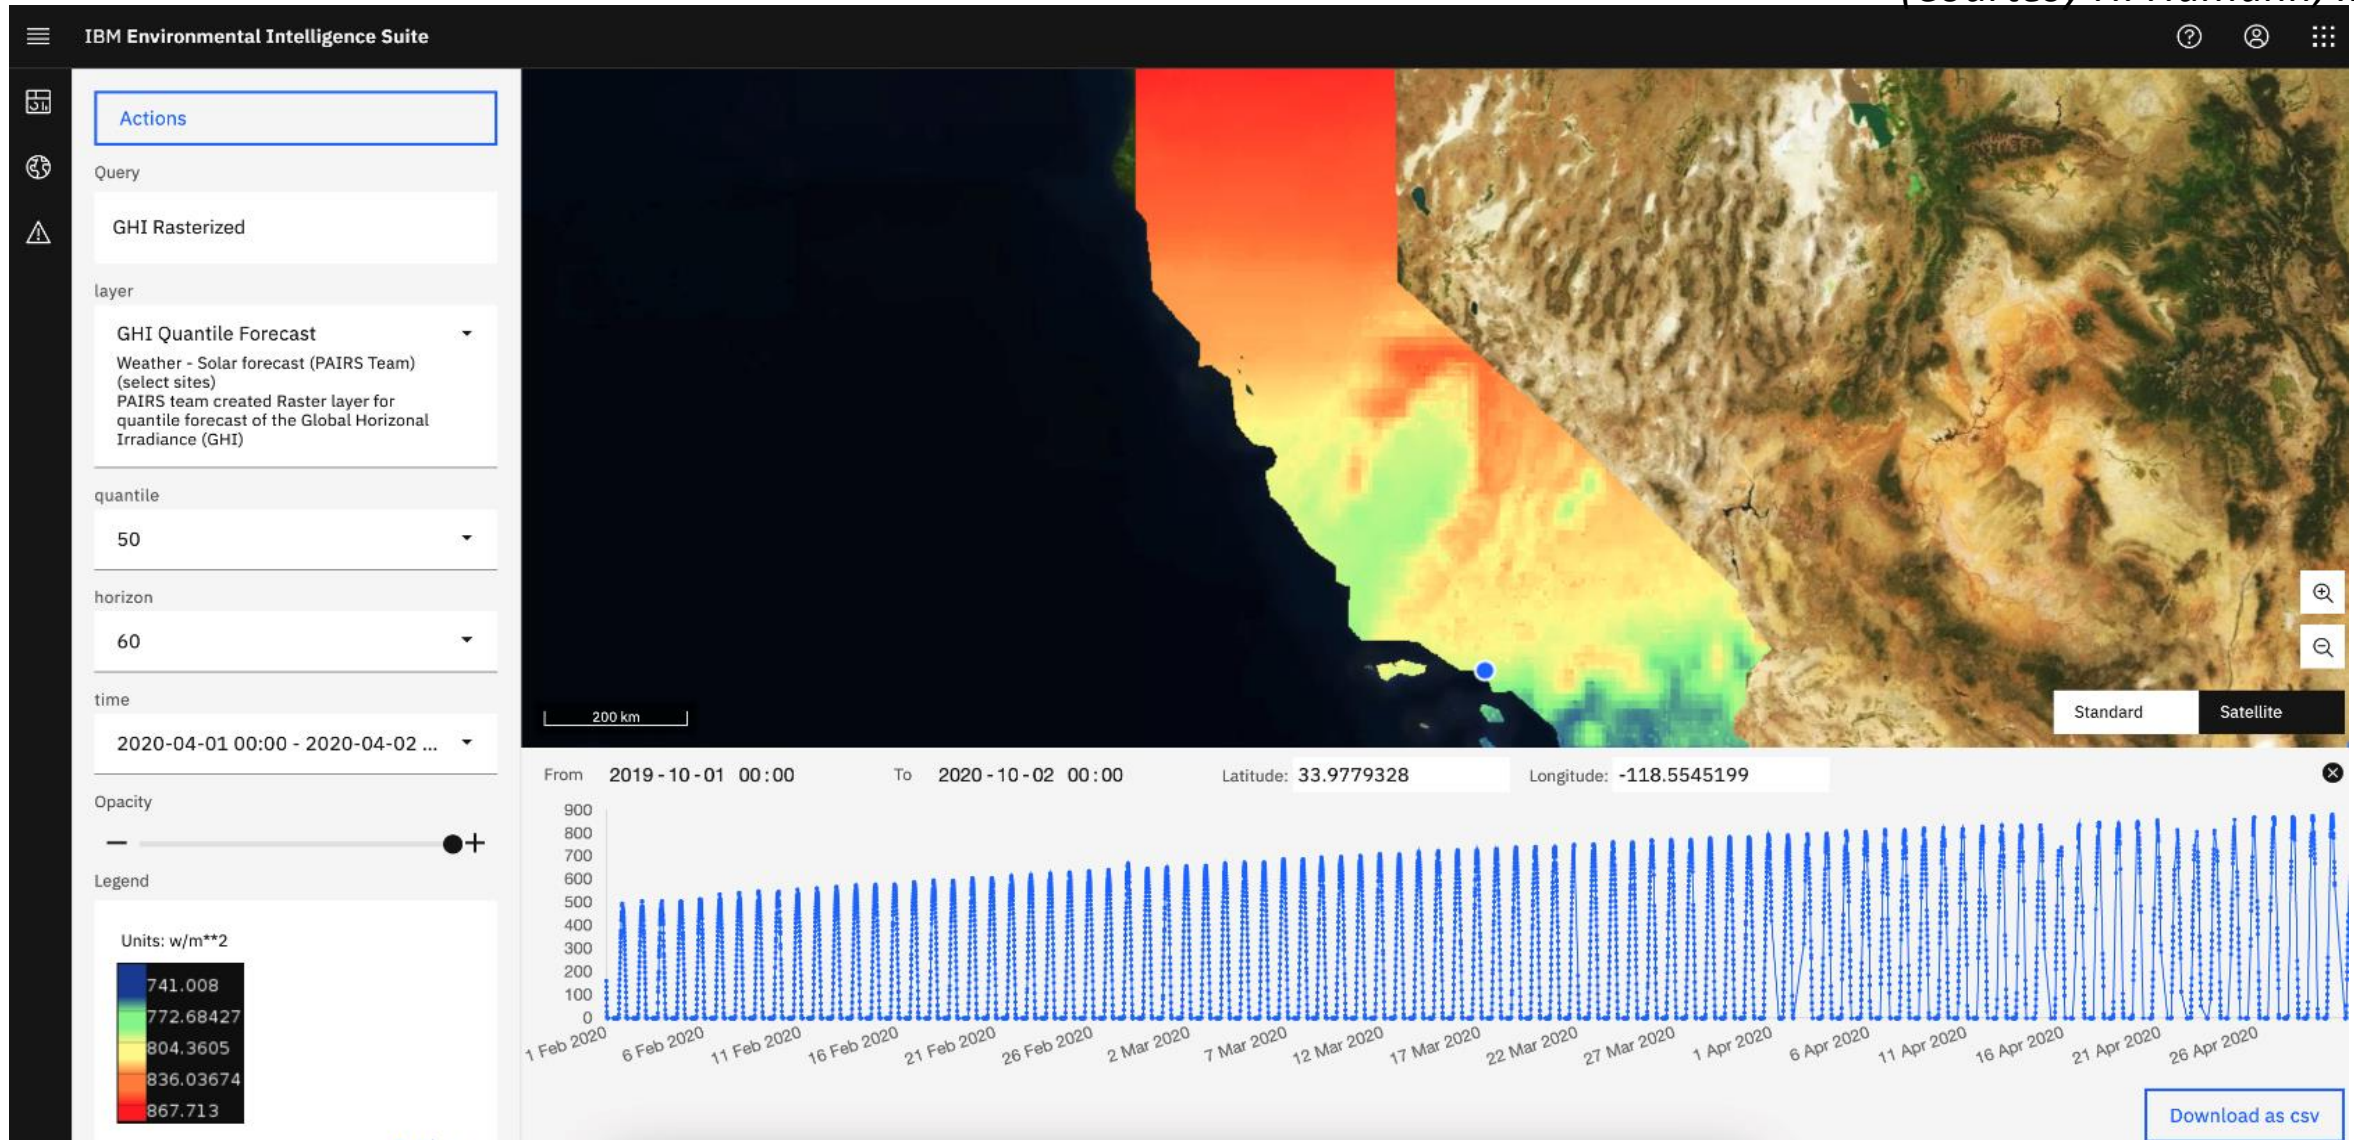 IBM Environmental Intelligence Suite
Actions
Query
GHI Rasterized
layer
GHI Quantile Forecast
Weather - Solar forecast (PAIRS Team)
(select sites)
PAIRS team created Raster layer for
quantile forecast of the Global Horizonal
Irradiance (GHI)
quantile
50
horizon
60
time
2020-04-01 00:00 - 2020-04-02 ...
Opacity
Legend
Units: w/m**2
741.008
772.68427
804.3605
836.03674
867.713
200 km
Standard
Satellite
From 2019-10-01 00:00 To 2020-10-02 00:00 Latitude: 33.9779328 Longitude: -118.5545199
900
800
700
600
500
400
300
200
100
0
1 Feb 2020
6 Feb 2020
11 Feb 2020
16 Feb 2020
21 Feb 2020
26 Feb 2020
2 Mar 2020
7 Mar 2020
12 Mar 2020
17 Mar 2020
22 Mar 2020
27 Mar 2020
1 Apr 2020
6 Apr 2020
11 Apr 2020
16 Apr 2020
21 Apr 2020
26 Apr 2020
Download as csv